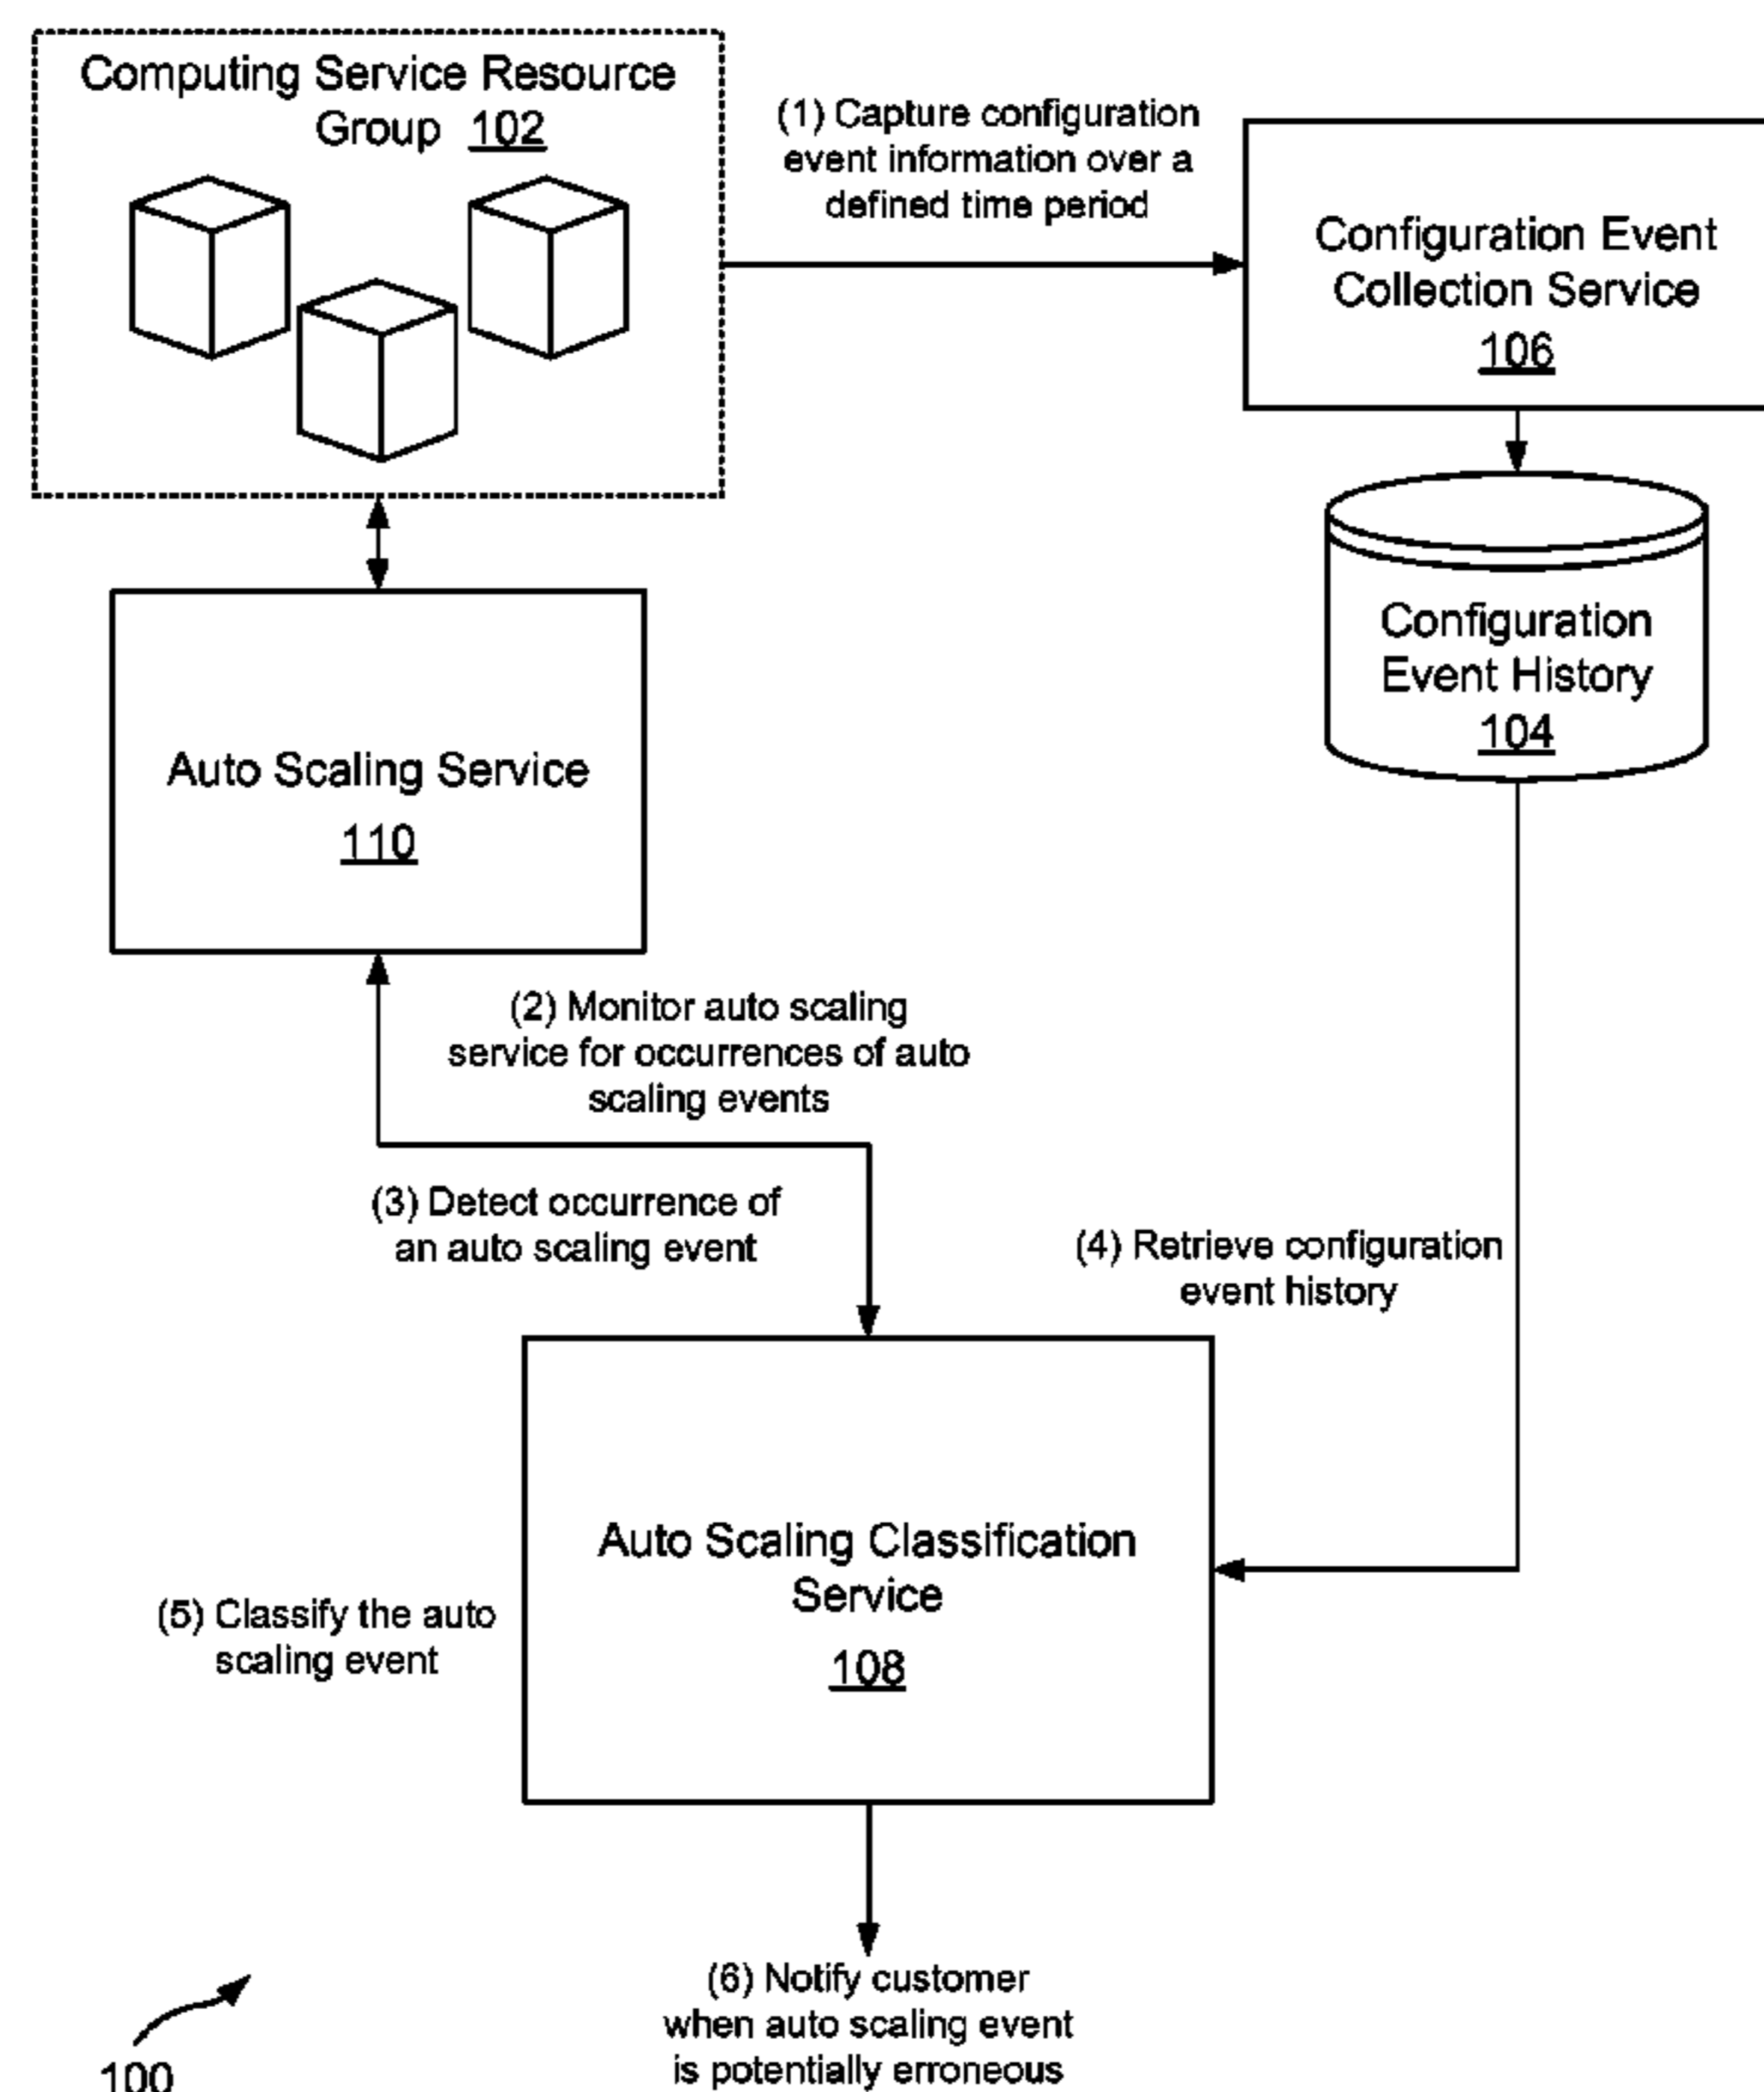 Computing Service Resource
Group 102
(1) Capture configuration
event information over a
defined time period
Configuration Event
Collection Service
106
Configuration
Event History
104
Auto Scaling Service
110
(2) Monitor auto scaling
service for occurrences of auto
scaling events
(3) Detect occurrence of
an auto scaling event
(4) Retrieve configuration
event history
Auto Scaling Classification
Service
108
(5) Classify the auto
scaling event
(6) Notify customer
when auto scaling event
is potentially erroneous
100